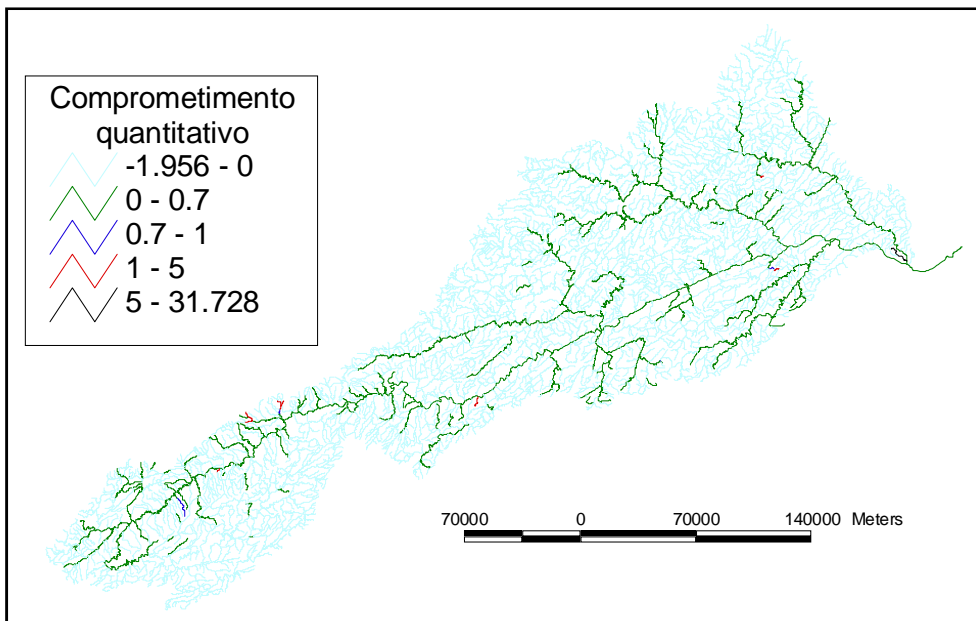 Comprometimento
quantitativo
-1.956 - 0
0 - 0.7
0.7 - 1
1 - 5
5 - 31.728
70000 0 70000 140000 Meters